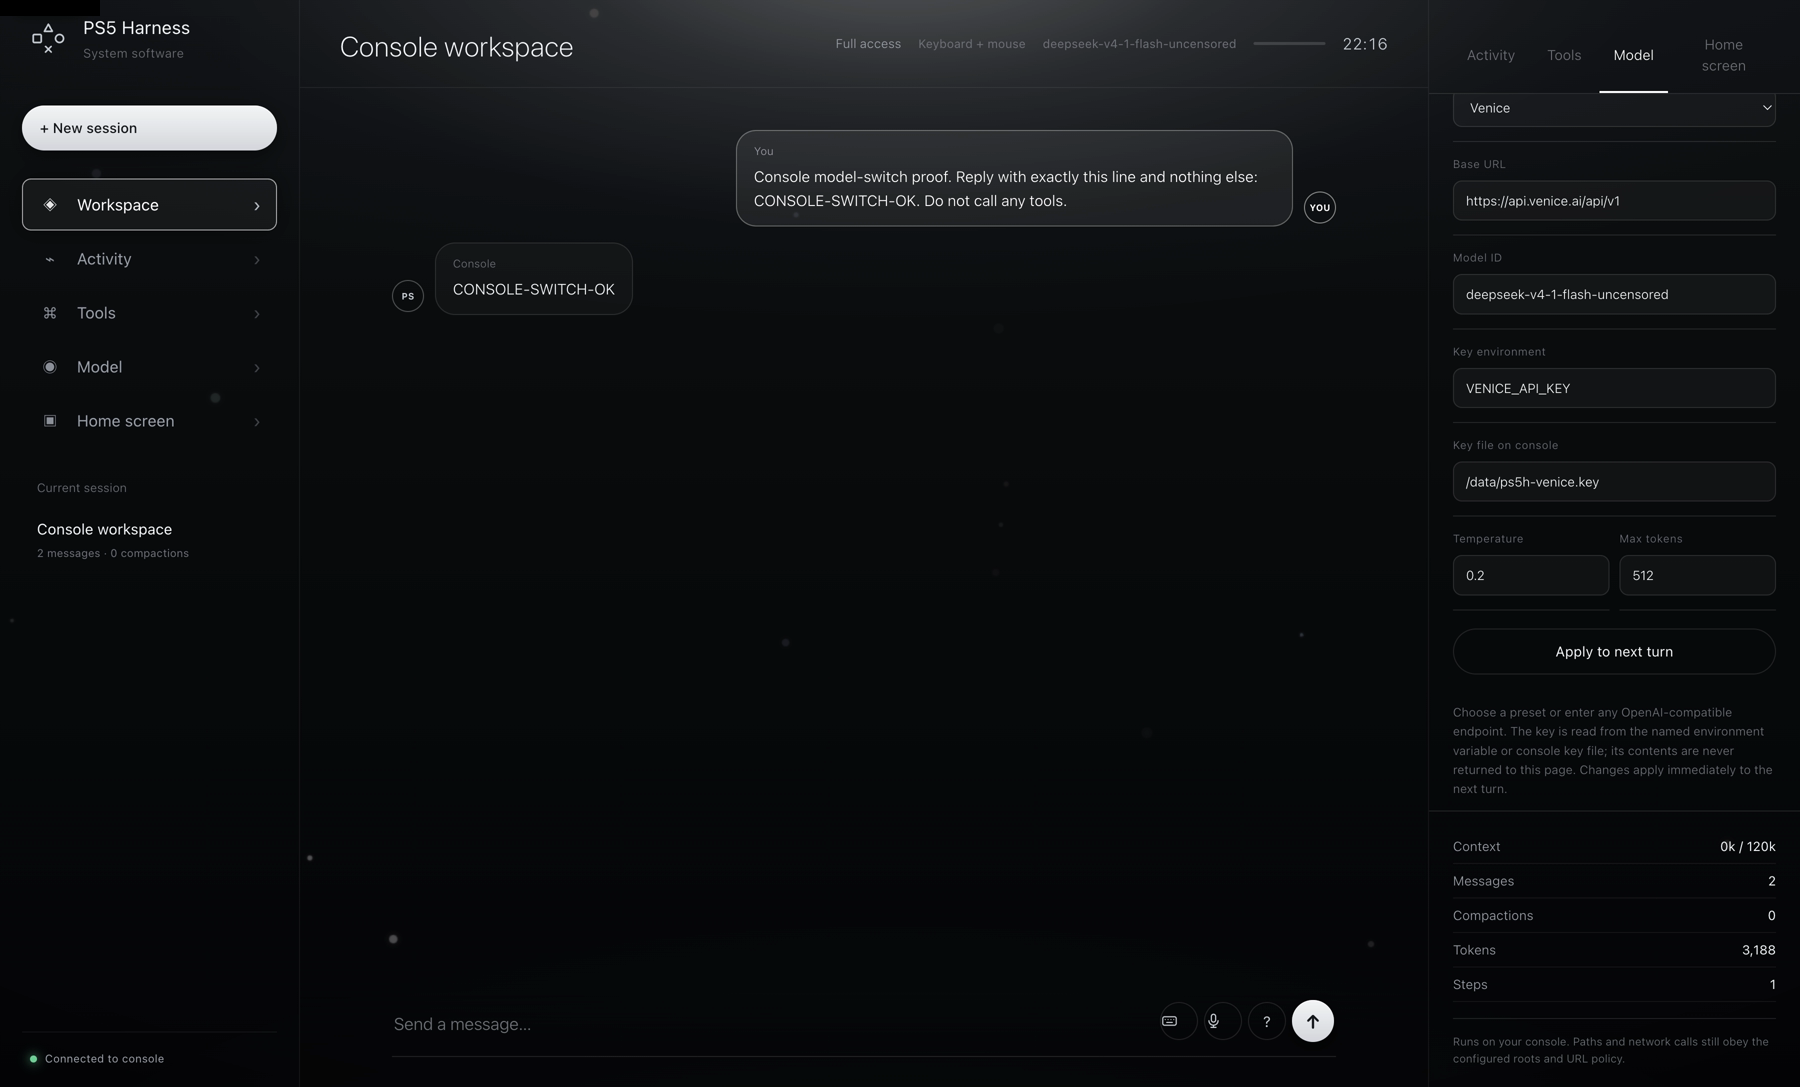 PS5 Harness
System software
+ New session
Workspace
Activity
Tools
Model
Home screen
Current session
Console workspace
2 messages · 0 compactions
Connected to console
Console workspace
Full access
Keyboard + mouse
deepseek-v4-1-flash-uncensored
22:16
You
Console model-switch proof. Reply with exactly this line and nothing else:
CONSOLE-SWITCH-OK. Do not call any tools.
YOU
Console
PS
CONSOLE-SWITCH-OK
Send a message...
?
Activity
Tools
Model
Home
screen
Venice
Base URL
https://api.venice.ai/api/v1
Model ID
deepseek-v4-1-flash-uncensored
Key environment
VENICE_API_KEY
Key file on console
/data/ps5h-venice.key
Temperature
Max tokens
0.2
512
Apply to next turn
Choose a preset or enter any OpenAI-compatible
endpoint. The key is read from the named environment
variable or console key file; its contents are never
returned to this page. Changes apply immediately to the
next turn.
Context 0k / 120k
Messages 2
Compactions 0
Tokens 3,188
Steps 1
Runs on your console. Paths and network calls still obey the
configured roots and URL policy.